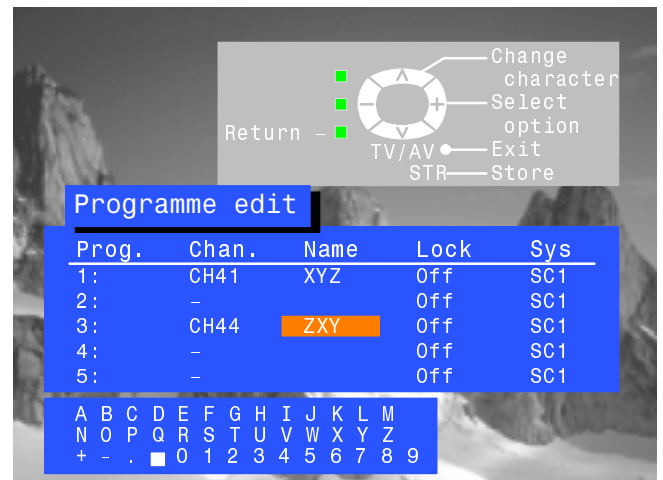 Change
character
Select
option
Return –
TV/AV Exit
STR Store
Programme edit
Prog. Chan. Name Lock Sys
1: CH41 XYZ Off SC1
2: – Off SC1
3: CH44 ZXY Off SC1
4: – Off SC1
5: – Off SC1
A B C D E F G H I J K L M
N O P Q R S T U V W X Y Z
+ – . 0 1 2 3 4 5 6 7 8 9